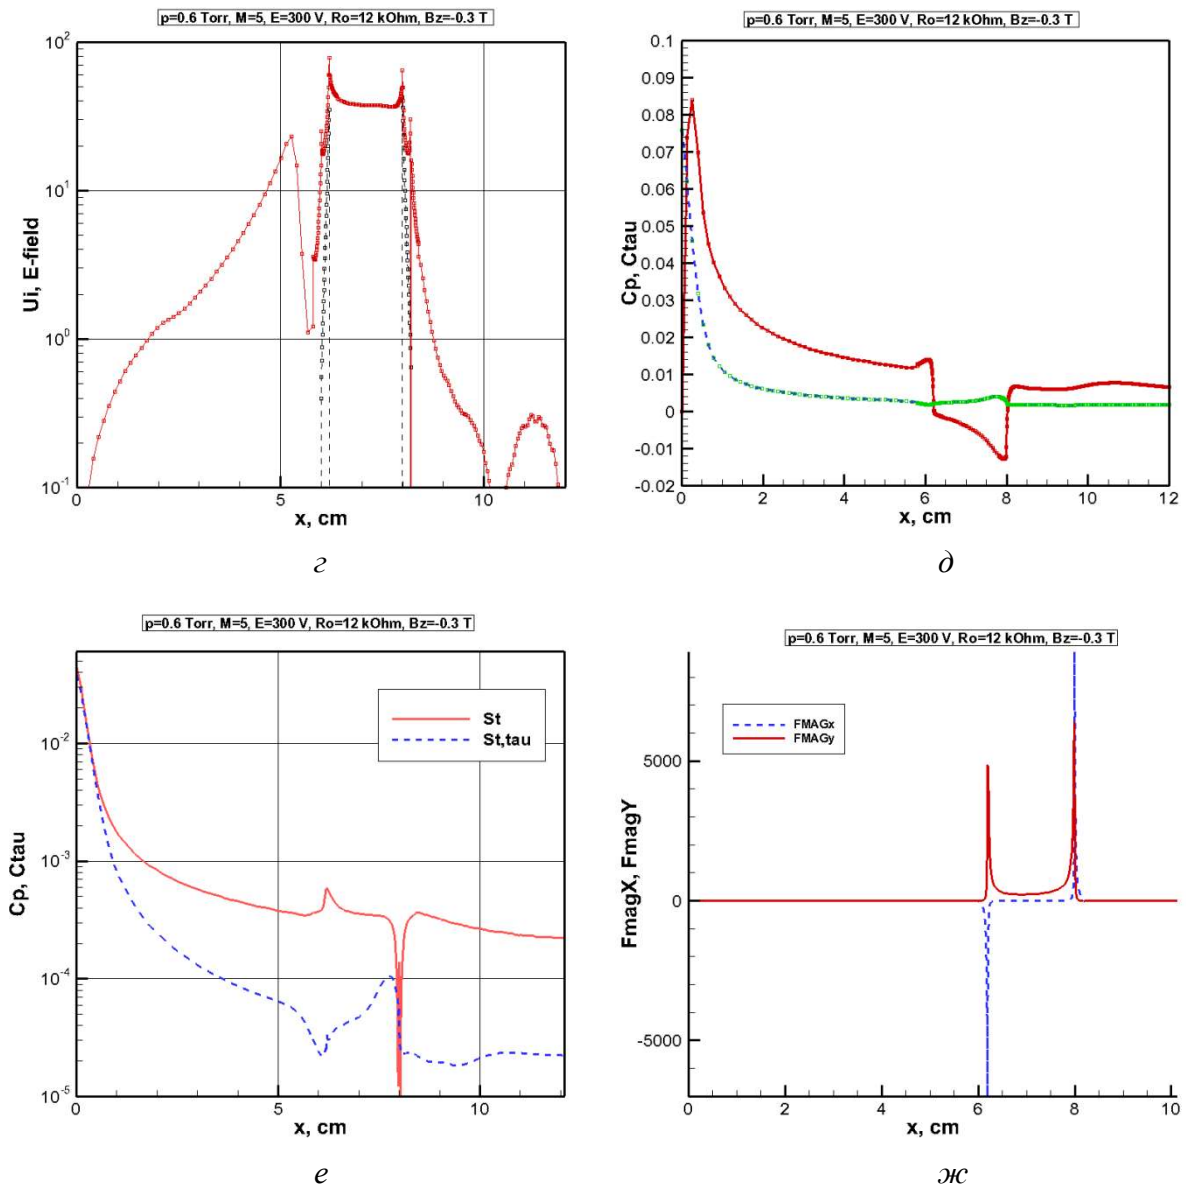 p=0.6 Torr, M=5, E=300 V, Ro=12 kOhm, Bz=-0.3 T
Ui, E-field
10²
10¹
10⁰
10⁻¹
0 5 10
x, cm
г
p=0.6 Torr, M=5, E=300 V, Ro=12 kOhm, Bz=-0.3 T
Cp, Ctau
0.1
0.09
0.08
0.07
0.06
0.05
0.04
0.03
0.02
0.01
0
-0.01
-0.02
0 2 4 6 8 10 12
x, cm
д
p=0.6 Torr, M=5, E=300 V, Ro=12 kOhm, Bz=-0.3 T
St
St,tau
Cp, Ctau
10⁻²
10⁻³
10⁻⁴
10⁻⁵
0 5 10
x, cm
е
p=0.6 Torr, M=5, E=300 V, Ro=12 kOhm, Bz=-0.3 T
FMAGx
FMAGy
FmagX, FmagY
5000
0
-5000
0 2 4 6 8 10
x, cm
ж